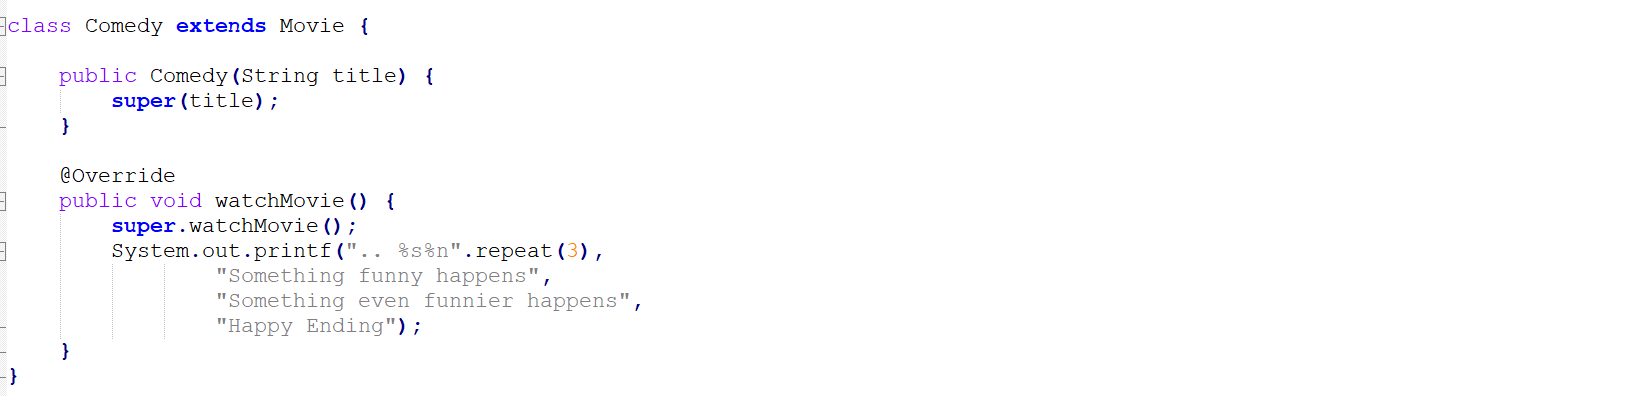 class Comedy extends Movie {
    public Comedy(String title) {
        super(title);
    }
    @Override
    public void watchMovie() {
        super.watchMovie();
        System.out.printf(".. %s%n".repeat(3),
                "Something funny happens",
                "Something even funnier happens",
                "Happy Ending");
    }
}